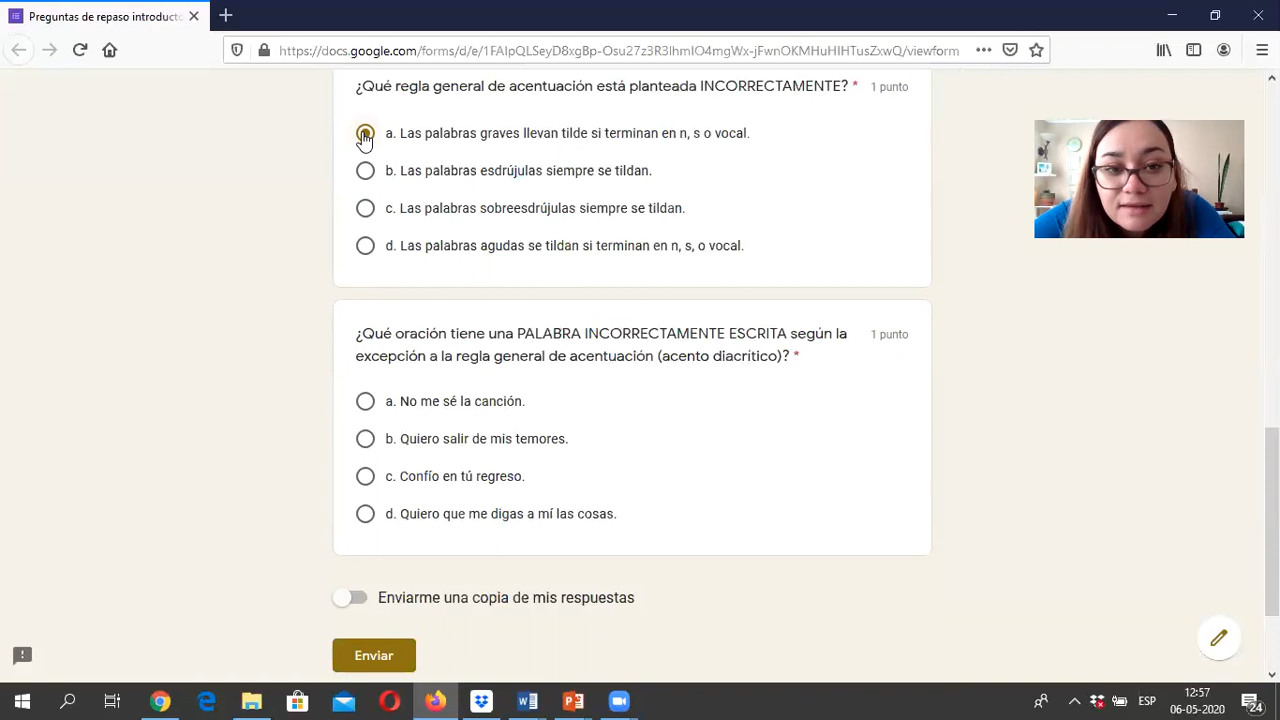 Preguntas de repaso introducto
https://docs.google.com/forms/d/e/1FAIpQLSeyD8xgBp-Osu27z3R3lhmIO4mgWx-jFwnOKMHuHIHTusZxwQ/viewform
¿Qué regla general de acentuación está planteada INCORRECTAMENTE? * 1 punto
a. Las palabras graves llevan tilde si terminan en n, s o vocal.
b. Las palabras esdrújulas siempre se tildan.
c. Las palabras sobreesdrújulas siempre se tildan.
d. Las palabras agudas se tildan si terminan en n, s, o vocal.
¿Qué oración tiene una PALABRA INCORRECTAMENTE ESCRITA según la 1 punto
excepción a la regla general de acentuación (acento diacritico)? *
a. No me sé la canción.
b. Quiero salir de mis temores.
c. Confío en tú regreso.
d. Quiero que me digas a mí las cosas.
Enviarme una copia de mis respuestas
Enviar
ESP
12:57
06-05-2020
24